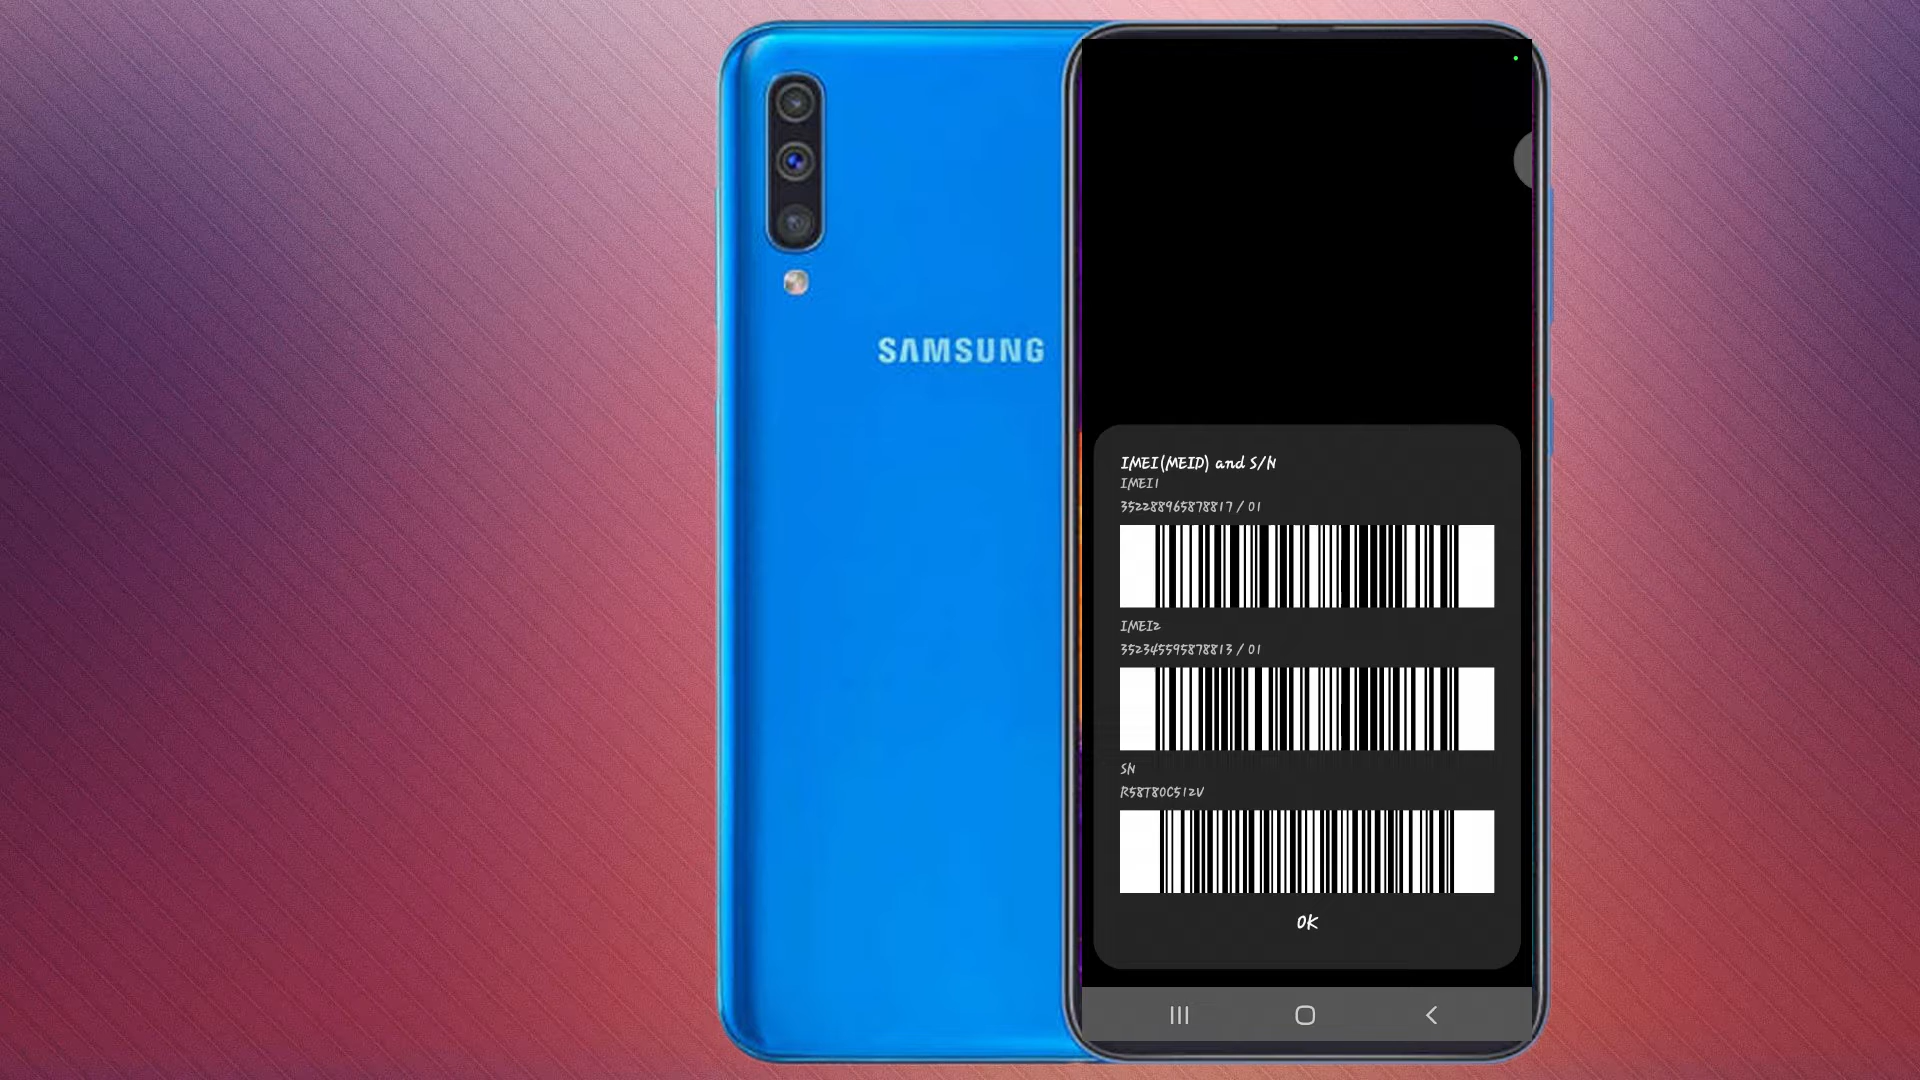 SAMSUNG
IMEI(MEID) and S/N
IMEI1
352288965878817 / 01
IMEI2
352345595878813 / 01
SN
R58T80C512V
OK